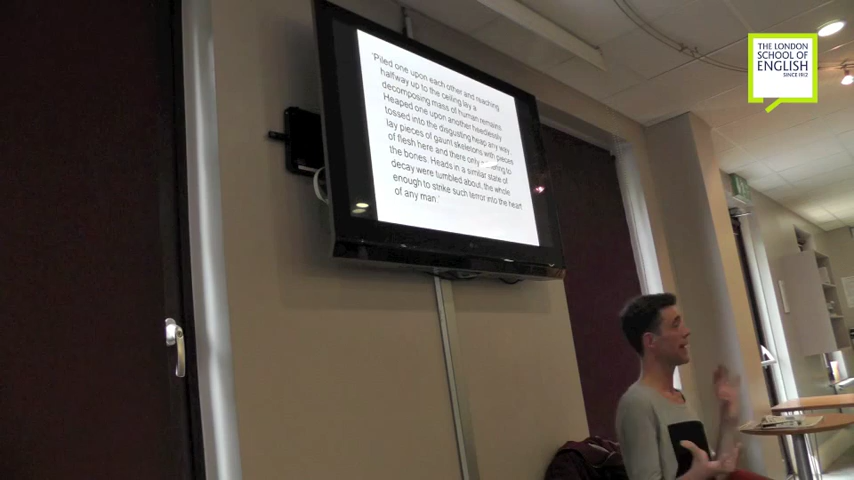 'Piled one upon each other and reaching
halfway up to the ceiling lay a
decomposing mass of human remains
Heaped one upon another heedlessly
tossed into the disgusting heap any way
lay pieces of gaunt skeletons with pieces
of flesh here and there only adhering to
the bones. Heads in a similar state of
decay were tumbled about, the whole
enough to strike such terror into the heart
of any man.'
THE LONDON
SCHOOL OF
ENGLISH
SINCE 1912